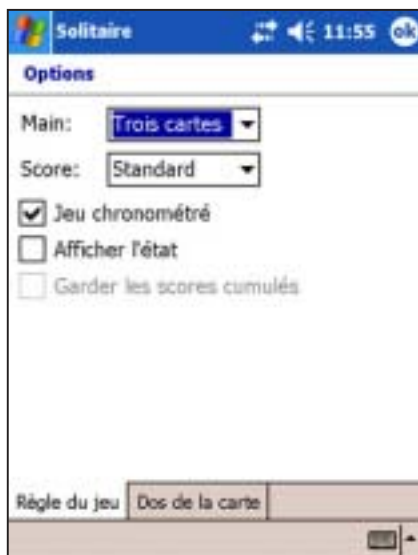 Solitaire 11:55 ok
Options
Main: Trois cartes
Score: Standard
Jeu chronométré
Afficher l'état
Garder les scores cumulés
Règle du jeu Dos de la carte